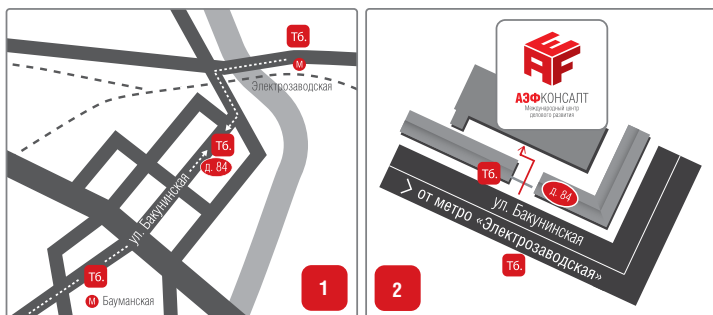 Тб.
М
Электрозаводская
Тб.
д. 84
ул. Бакунинская
Тб.
М Бауманская
1
AEF
АЭФКОНСАЛТ
Международный центр
делового развития
Тб.
д. 84
ул. Бакунинская
от метро «Электрозаводская»
Тб.
2